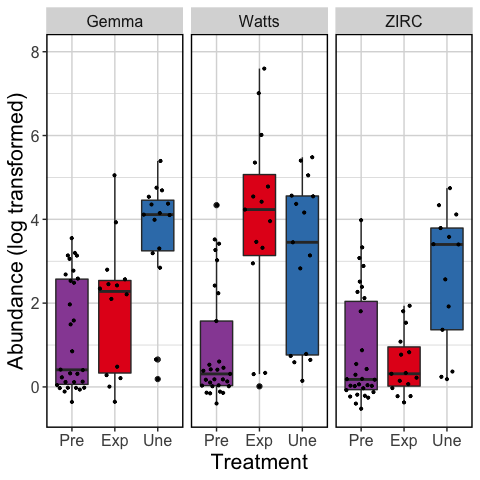 Gemma Watts ZIRC
Abundance (log transformed)
8
6
4
2
0
Pre Exp Une Pre Exp Une Pre Exp Une
Treatment